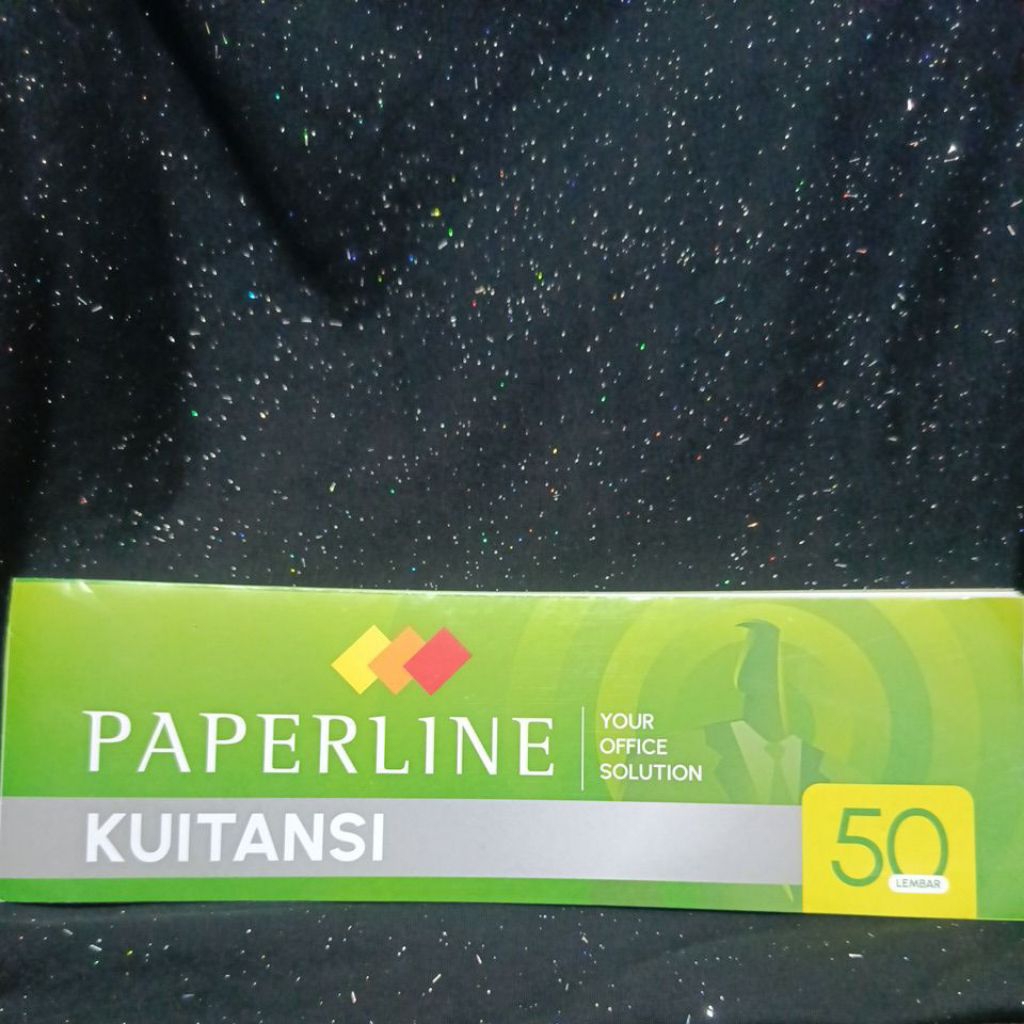 PAPERLINE
YOUR
OFFICE
SOLUTION
KUITANSI
50
LEMBAR